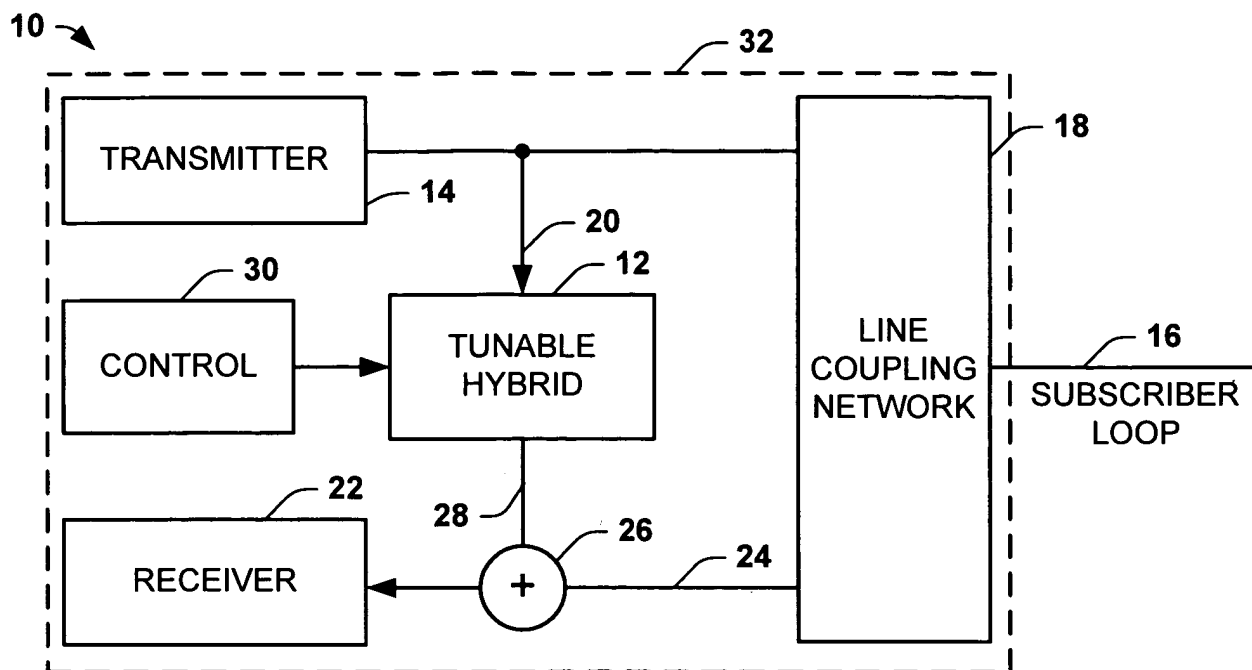 10
32
TRANSMITTER
14
18
20
30
12
CONTROL
TUNABLE
HYBRID
LINE
COUPLING
NETWORK
16
SUBSCRIBER
LOOP
22
28
26
24
RECEIVER
+